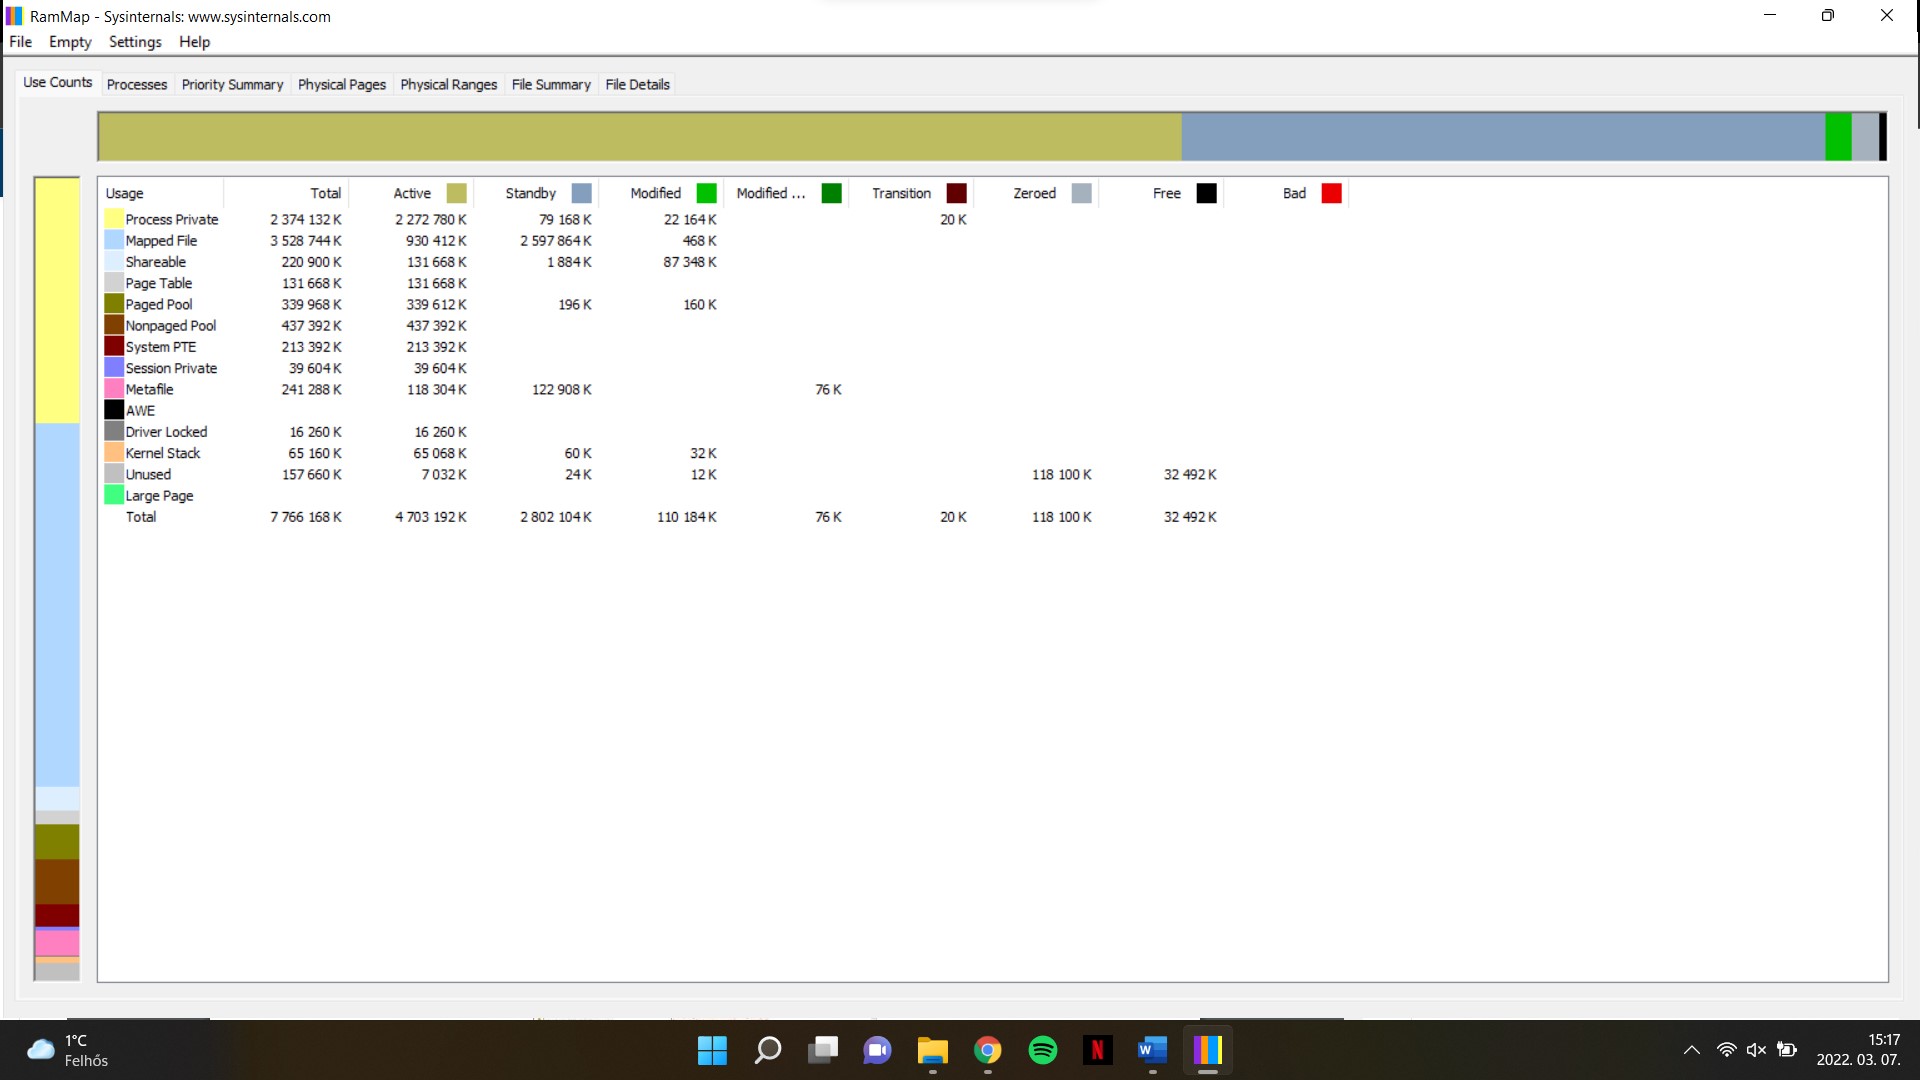 RamMap - Sysinternals: www.sysinternals.com
File Empty Settings Help
Use Counts Processes Priority Summary Physical Pages Physical Ranges File Summary File Details
Usage Total Active Standby Modified Modified ... Transition Zeroed Free Bad
Process Private 2 374 132 K 2 272 780 K 79 168 K 22 164 K 20 K
Mapped File 3 528 744 K 930 412 K 2 597 864 K 468 K
Shareable 220 900 K 131 668 K 1 884 K 87 348 K
Page Table 131 668 K 131 668 K
Paged Pool 339 968 K 339 612 K 196 K 160 K
Nonpaged Pool 437 392 K 437 392 K
System PTE 213 392 K 213 392 K
Session Private 39 604 K 39 604 K
Metafile 241 288 K 118 304 K 122 908 K 76 K
AWE
Driver Locked 16 260 K 16 260 K
Kernel Stack 65 160 K 65 068 K 60 K 32 K
Unused 157 660 K 7 032 K 24 K 12 K 118 100 K 32 492 K
Large Page
Total 7 766 168 K 4 703 192 K 2 802 104 K 110 184 K 76 K 20 K 118 100 K 32 492 K
1°C
Felhős
N
W
15:17
2022. 03. 07.